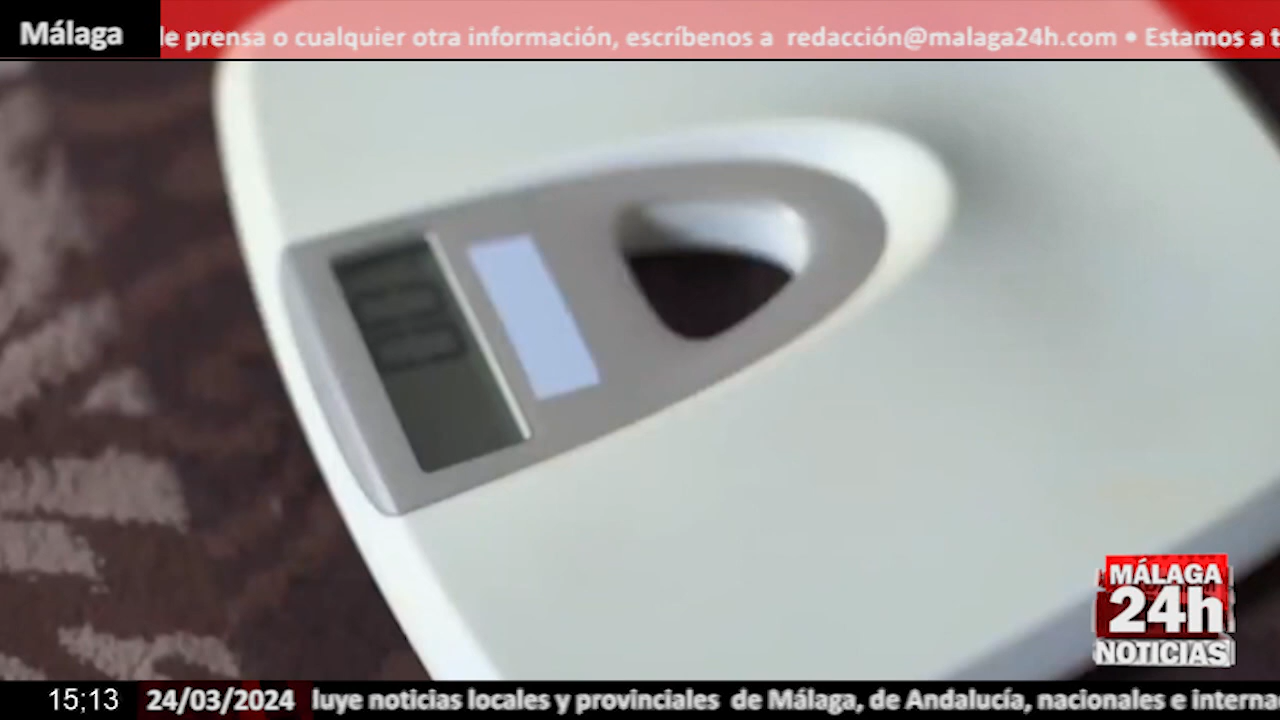 Málaga
de prensa o cualquier otra información, escríbenos a redacción@malaga24h.com • Estamos a t
MÁLAGA
24h
NOTICIAS
15:13 24/03/2024 luye noticias locales y provinciales de Málaga, de Andalucía, nacionales e interna